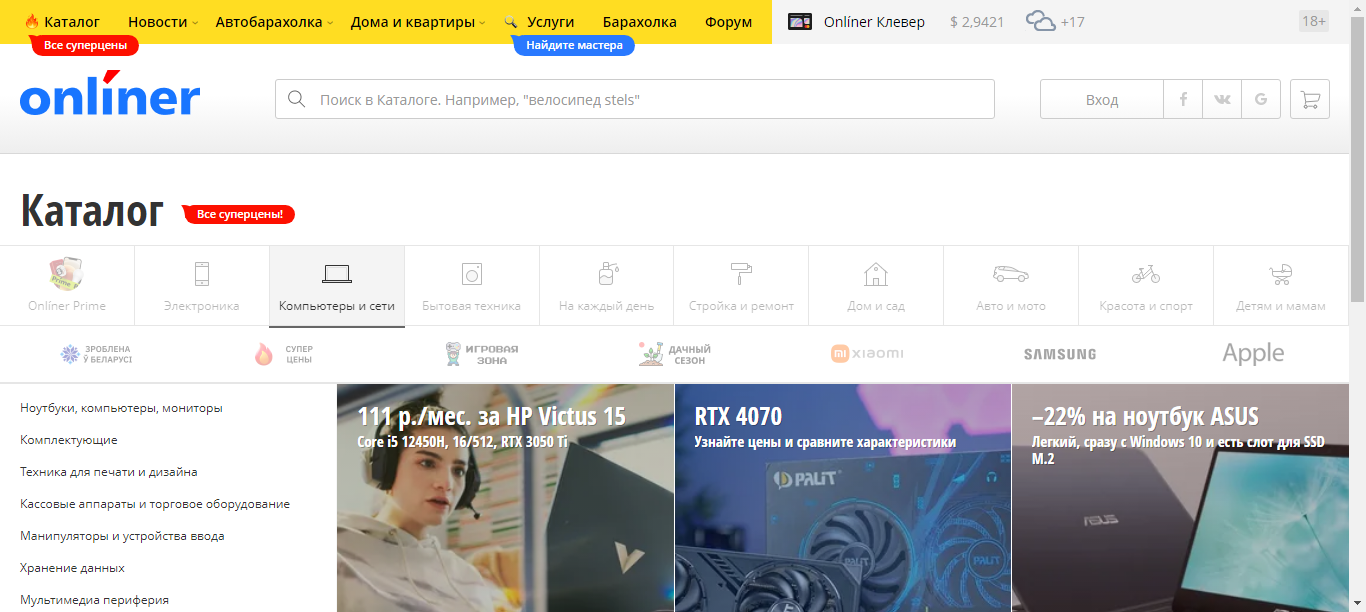 Каталог
Новости
Автобарахолка
Дома и квартиры
Услуги
Барахолка
Форум
Onlíner Клевер
$ 2,9421
+17
18+
Все суперцены
Найдите мастера
onlíner
Поиск в Каталоге. Например, "велосипед stels"
Вход
f
G
Каталог
Все суперцены!
Onlíner Prime
Электроника
Компьютеры и сети
Бытовая техника
На каждый день
Стройка и ремонт
Дом и сад
Авто и мото
Красота и спорт
Детям и мамам
ЗРОБЛЕНА
Ў БЕЛАРУСІ
СУПЕР
ЦЕНЫ
ИГРОВАЯ
ЗОНА
ДАЧНЫЙ
СЕЗОН
mi xiaomi
SAMSUNG
Apple
Ноутбуки, компьютеры, мониторы
Комплектующие
Техника для печати и дизайна
Кассовые аппараты и торговое оборудование
Манипуляторы и устройства ввода
Хранение данных
Мультимедиа периферия
111 р./мес. за HP Victus 15
Core i5 12450H, 16/512, RTX 3050 Ti
RTX 4070
Узнайте цены и сравните характеристики
PALIT
PALIT
PALIT
–22% на ноутбук ASUS
Легкий, сразу с Windows 10 и есть слот для SSD
M.2
ASUS